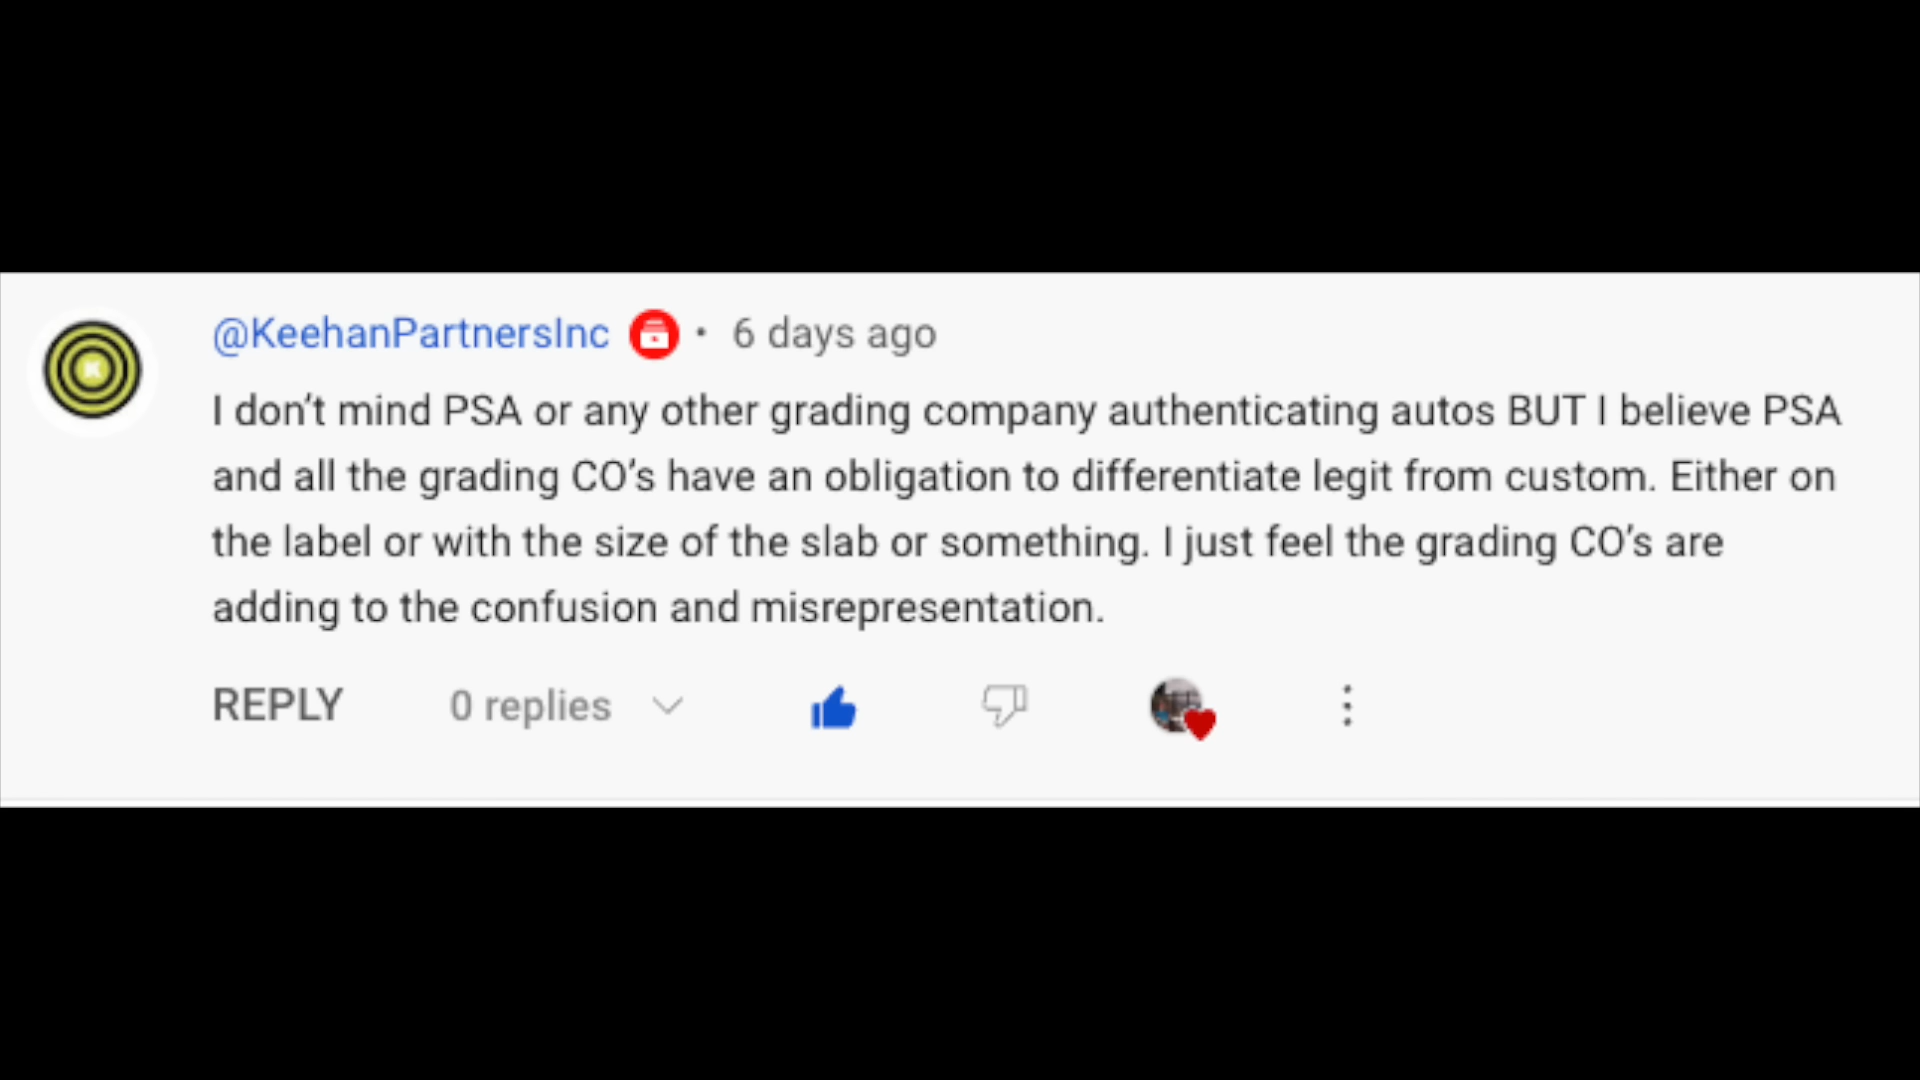 K
@KeehanPartnersInc • 6 days ago
I don't mind PSA or any other grading company authenticating autos BUT I believe PSA
and all the grading CO's have an obligation to differentiate legit from custom. Either on
the label or with the size of the slab or something. I just feel the grading CO's are
adding to the confusion and misrepresentation.
REPLY 0 replies